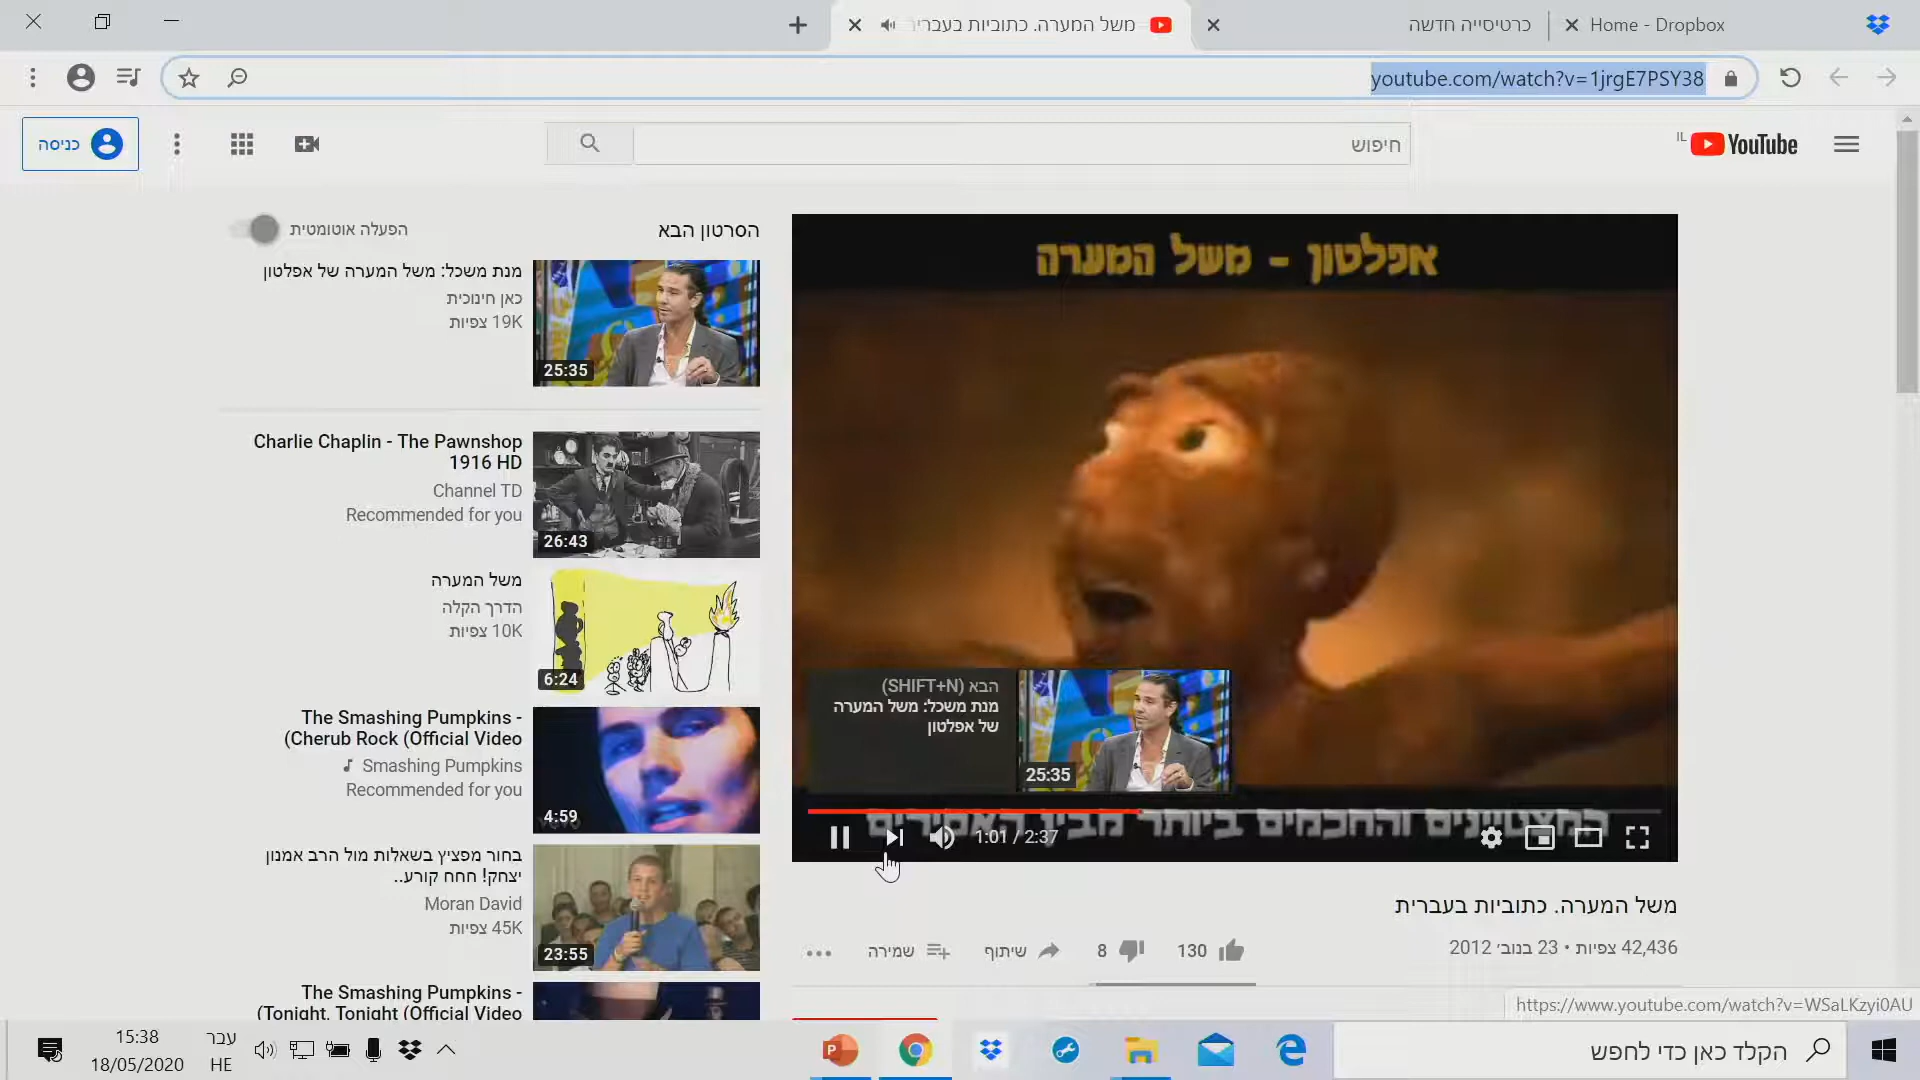 Home - Dropbox
כרטיסייה חדשה
משל המערה. כתוביות בעברית
youtube.com/watch?v=1jrgE7PSY38
YouTube
IL
חיפוש
כניסה
אפלטון - משל המערה
הבא (SHIFT+N)
מנת משכל: משל המערה
של אפלטון
25:35
המצטיינים והחכמים ביותר מבין האסירים
1:01 / 2:37
משל המערה. כתוביות בעברית
42,436 צפיות • 23 בנוב׳ 2012
130
8
שיתוף
שמירה
הסרטון הבא
הפעלה אוטומטית
מנת משכל: משל המערה של אפלטון
כאן חינוכית
19K צפיות
25:35
Charlie Chaplin - The Pawnshop
1916 HD
Channel TD
Recommended for you
26:43
משל המערה
הדרך הקלה
10K צפיות
6:24
The Smashing Pumpkins -
(Cherub Rock (Official Video
Smashing Pumpkins
Recommended for you
4:59
בחור מפציץ בשאלות מול הרב אמנון
יצחק! חחח קורע..
Moran David
45K צפיות
23:55
The Smashing Pumpkins -
(Tonight, Tonight (Official Video
https://www.youtube.com/watch?v=WSaLKzyi0AU
הקלד כאן כדי לחפש
עבר
HE
15:38
18/05/2020